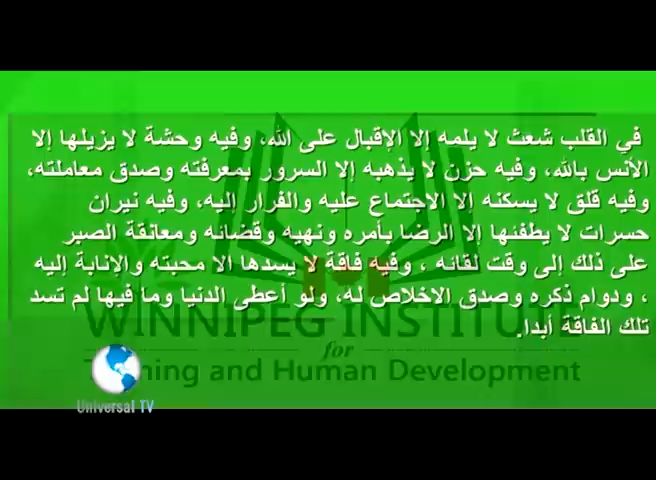 في القلب شعث لا يلمه إلا الإقبال على الله، وفيه وحشة لا يزيلها إلا
الأنس بالله، وفيه حزن لا يذهبه إلا السرور بمعرفته وصدق معاملته،
وفيه قلق لا يسكنه إلا الاجتماع عليه والفرار إليه، وفيه نيران
حسرات لا يطفئها إلا الرضا بأمره ونهيه وقضائه ومعانقة الصبر
على ذلك إلى وقت لقائه ، وفيه فاقة لا يسدها الا محبته والإنابة إليه
، ودوام ذكره وصدق الاخلاص له، ولو أعطى الدنيا وما فيها لم تسد
تلك الفاقة أبدا.
WINNIPEG INSTITU
for
ning and Human Development
Universal TV